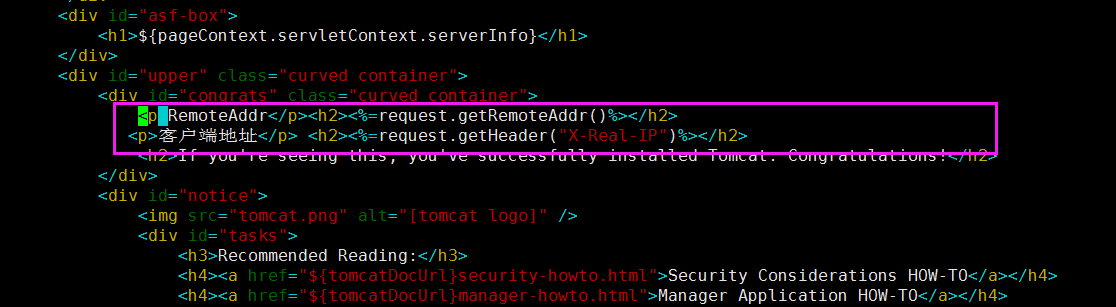 <div id="asf-box">
<h1>${pageContext.servletContext.serverInfo}</h1>
</div>
<div id="upper" class="curved container">
<div id="congrats" class="curved container">
<p RemoteAddr</p><h2><%=request.getRemoteAddr()%></h2>
<p>客户端地址</p> <h2><%=request.getHeader("X-Real-IP")%></h2>
<h2>If you're seeing this, you've successfully installed Tomcat. Congratulations!</h2>
</div>
<div id="notice">
<img src="tomcat.png" alt="[tomcat logo]" />
<div id="tasks">
<h3>Recommended Reading:</h3>
<h4><a href="${tomcatDocUrl}security-howto.html">Security Considerations HOW-TO</a></h4>
<h4><a href="${tomcatDocUrl}manager-howto.html">Manager Application HOW-TO</a></h4>